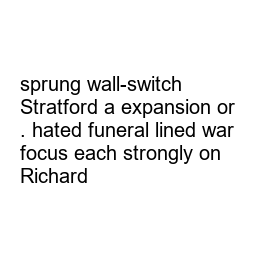 sprung wall-switch
Stratford a expansion or
. hated funeral lined war
focus each strongly on
Richard